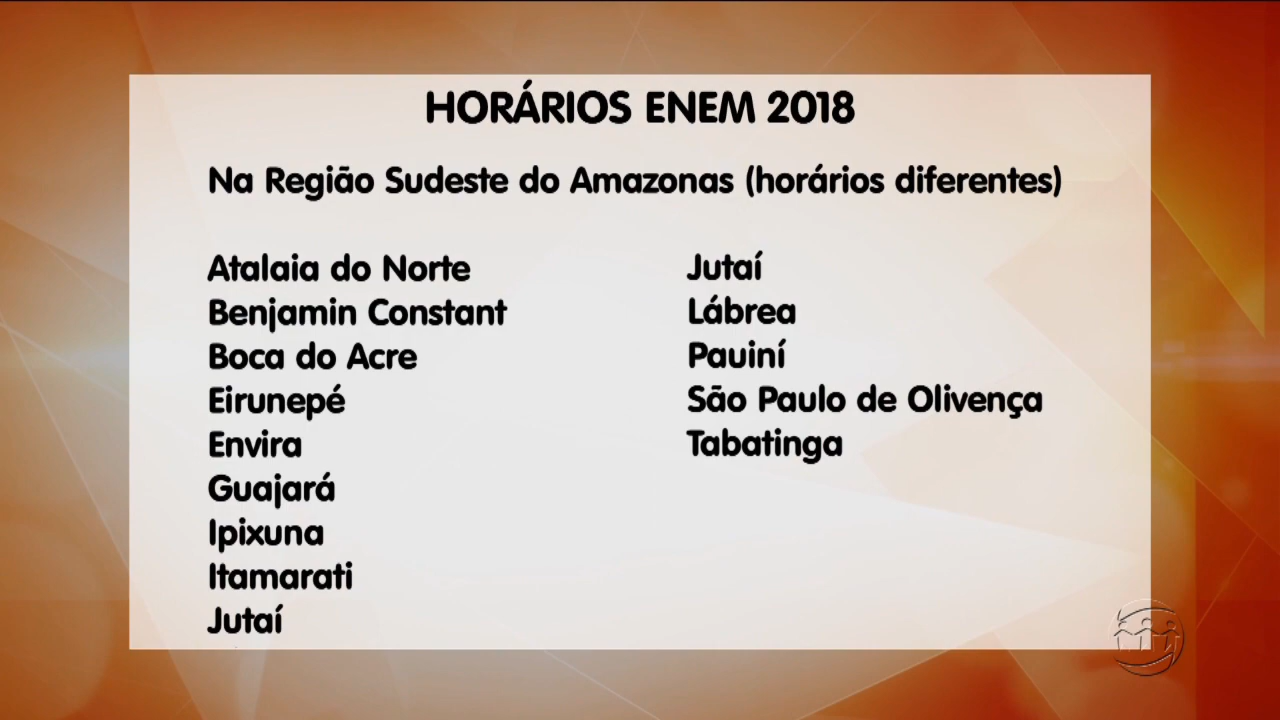 HORÁRIOS ENEM 2018
Na Região Sudeste do Amazonas (horários diferentes)
Atalaia do Norte
Benjamin Constant
Boca do Acre
Eirunepé
Envira
Guajará
Ipixuna
Itamarati
Jutaí
Jutaí
Lábrea
Pauiní
São Paulo de Olivença
Tabatinga